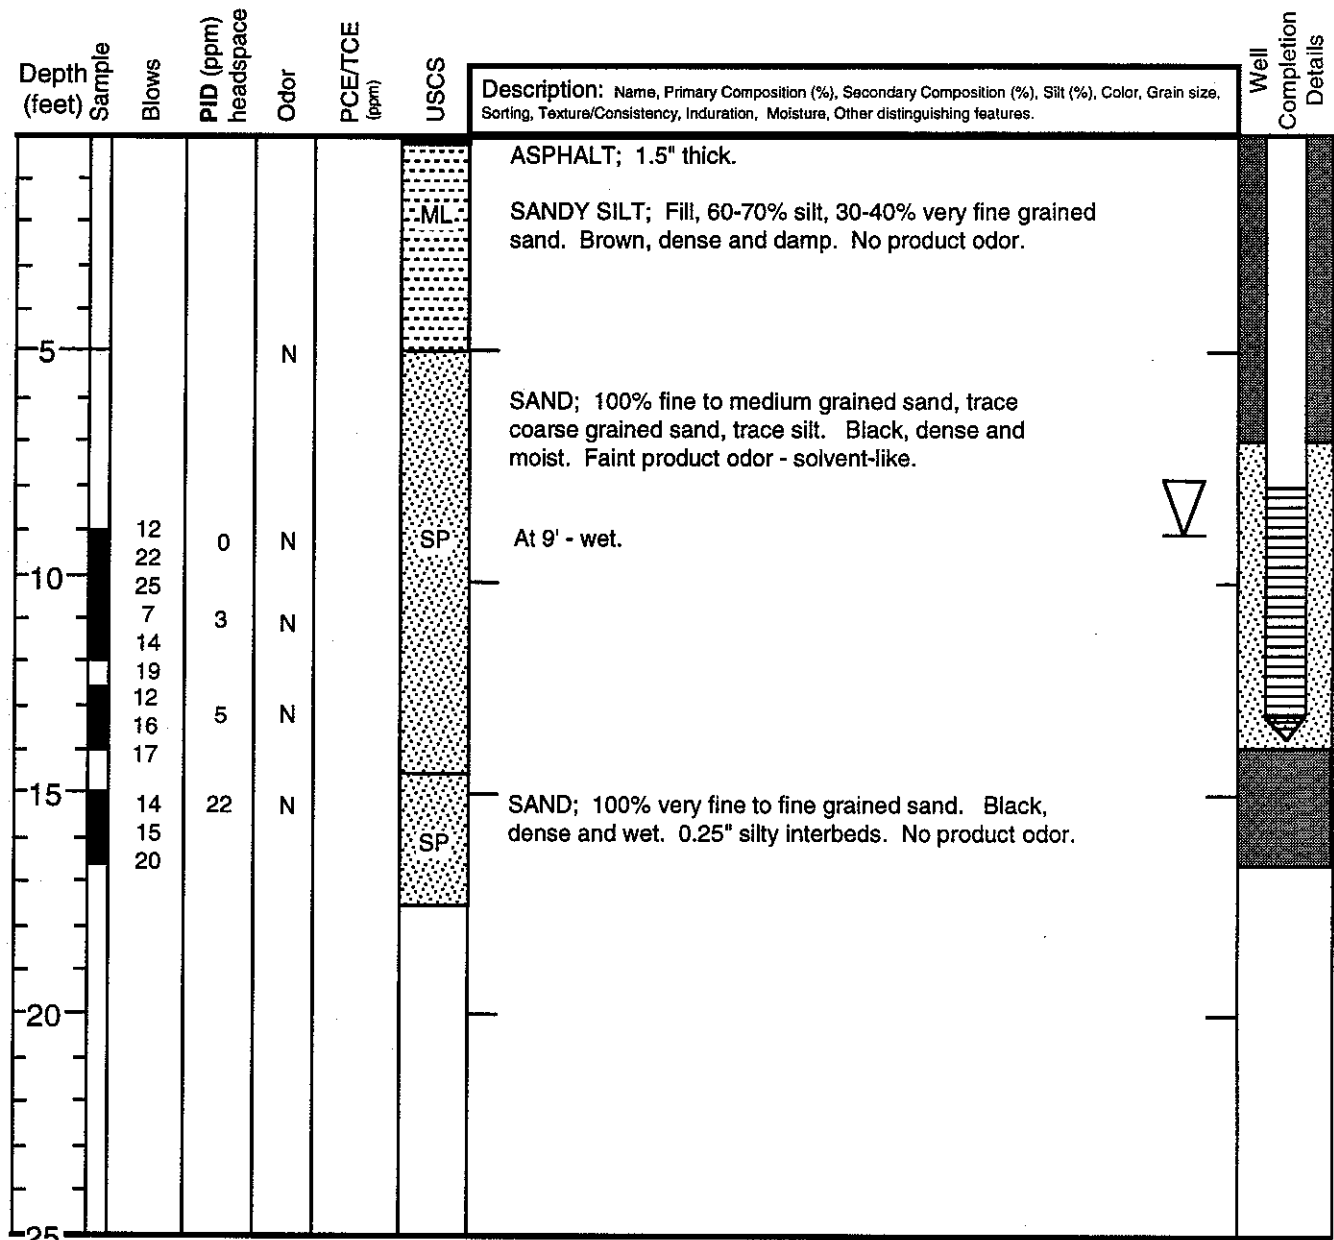 Depth
(feet)
Sample
Blows
PID (ppm)
headspace
Odor
PCE/TCE
(ppm)
USCS
Description: Name, Primary Composition (%), Secondary Composition (%), Silt (%), Color, Grain size,
Sorting, Texture/Consistency, Induration, Moisture, Other distinguishing features.
Well
Completion
Details
ASPHALT; 1.5" thick.
ML
SANDY SILT; Fill, 60-70% silt, 30-40% very fine grained
sand. Brown, dense and damp. No product odor.
5
N
SAND; 100% fine to medium grained sand, trace
coarse grained sand, trace silt. Black, dense and
moist. Faint product odor - solvent-like.
12
0
N
SP
At 9' - wet.
22
10
25
7
3
N
14
19
12
5
N
16
17
15
14
22
N
SAND; 100% very fine to fine grained sand. Black,
dense and wet. 0.25" silty interbeds. No product odor.
15
SP
20
20
25